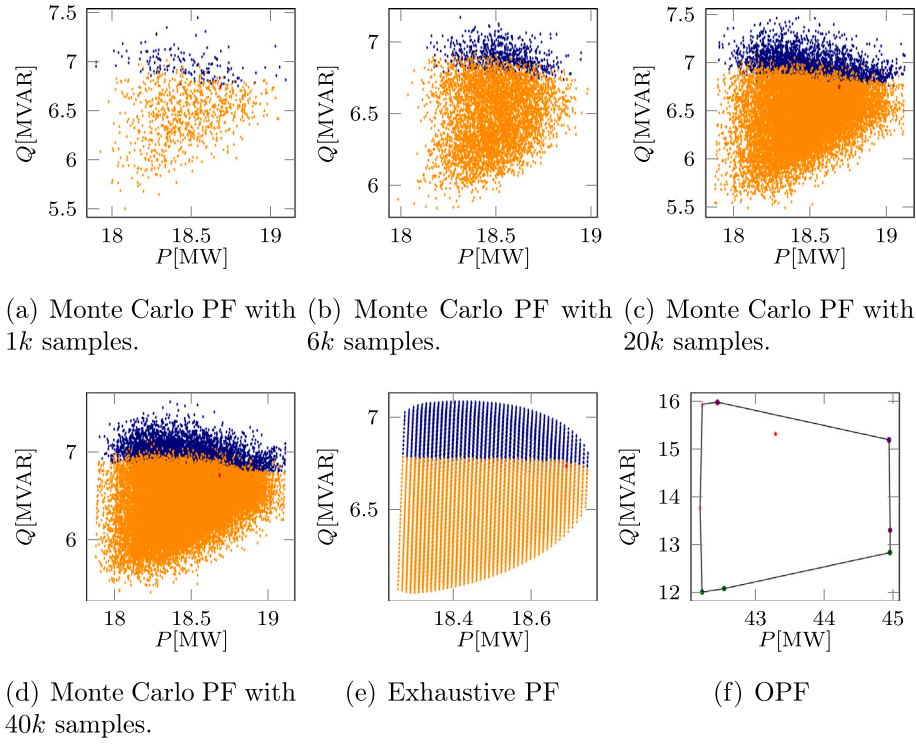 7.5
7
6.5
6
5.5
Q[MVAR]
18
18.5
19
P[MW]
7
6.5
6
Q[MVAR]
18
18.5
19
P[MW]
7.5
7
6.5
6
5.5
Q[MVAR]
18
18.5
19
P[MW]
(a) Monte Carlo PF with
1k samples.
(b) Monte Carlo PF with
6k samples.
(c) Monte Carlo PF with
20k samples.
7
6
Q[MVAR]
18
18.5
19
P[MW]
7
6.5
Q[MVAR]
18.4
18.6
P[MW]
16
15
14
13
12
Q[MVAR]
43
44
45
P[MW]
(d) Monte Carlo PF with
40k samples.
(e) Exhaustive PF
(f) OPF